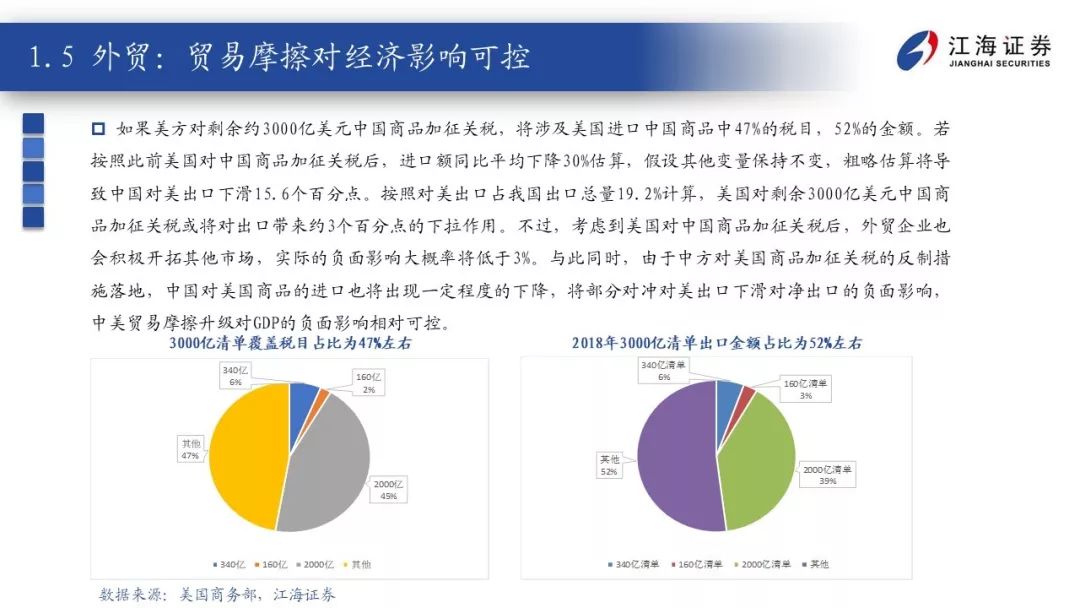 1.5 外贸：贸易摩擦对经济影响可控
江海证券
JIANGHAI SECURITIES
如果美方对剩余约3000亿美元中国商品加征关税，将涉及美国进口中国商品中47%的税目，52%的金额。若
按照此前美国对中国商品加征关税后，进口额同比平均下降30%估算，假设其他变量保持不变，粗略估算将导
致中国对美出口下滑15.6个百分点。按照对美出口占我国出口总量19.2%计算，美国对剩余3000亿美元中国商
品加征关税或将对出口带来约3个百分点的下拉作用。不过，考虑到美国对中国商品加征关税后，外贸企业也
会积极开拓其他市场，实际的负面影响大概率将低于3%。与此同时，由于中方对美国商品加征关税的反制措
施落地，中国对美国商品的进口也将出现一定程度的下降，将部分对冲对美出口下滑对净出口的负面影响，
中美贸易摩擦升级对GDP的负面影响相对可控。
3000亿清单覆盖税目占比为47%左右
340亿
6%
160亿
2%
其他
47%
2000亿
45%
340亿 160亿 2000亿 其他
2018年3000亿清单出口金额占比为52%左右
340亿清单
6%
160亿清单
3%
其他
52%
2000亿清单
39%
340亿清单 160亿清单 2000亿清单 其他
数据来源：美国商务部，江海证券